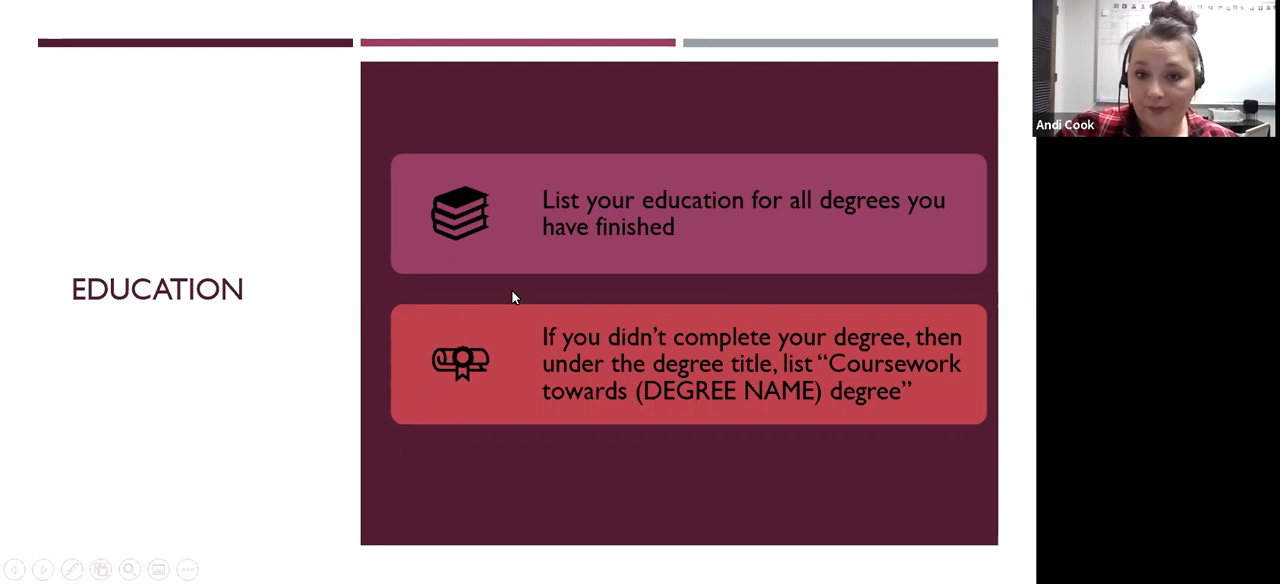 Andi Cook
EDUCATION
List your education for all degrees you
have finished
If you didn’t complete your degree, then
under the degree title, list “Coursework
towards (DEGREE NAME) degree”